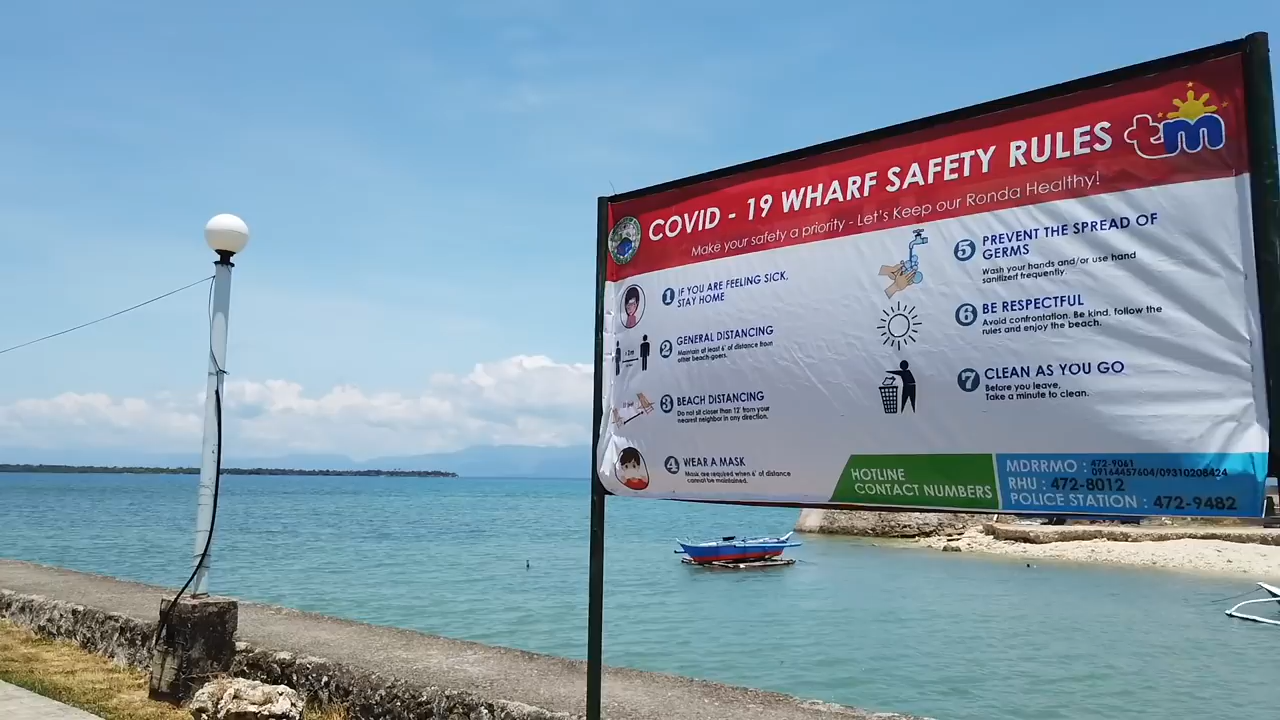 COVID - 19 WHARF SAFETY RULES
tm
Make your safety a priority - Let's Keep our Ronda Healthy!
1 IF YOU ARE FEELING SICK,
STAY HOME
2 GENERAL DISTANCING
Maintain at least 6' of distance from
other beach-goers.
3 BEACH DISTANCING
Do not sit closer than 12' from your
nearest neighbor in any direction.
4 WEAR A MASK
Mask are required when 6' of distance
cannot be maintained.
5 PREVENT THE SPREAD OF
GERMS
Wash your hands and/or use hand
sanitizerl frequently.
6 BE RESPECTFUL
Avoid confrontation. Be kind, follow the
rules and enjoy the beach.
7 CLEAN AS YOU GO
Before you leave,
Take a minute to clean.
HOTLINE
CONTACT NUMBERS
MDRRMO : 472-9061
09164457604/09310208424
RHU : 472-8012
POLICE STATION : 472-9482